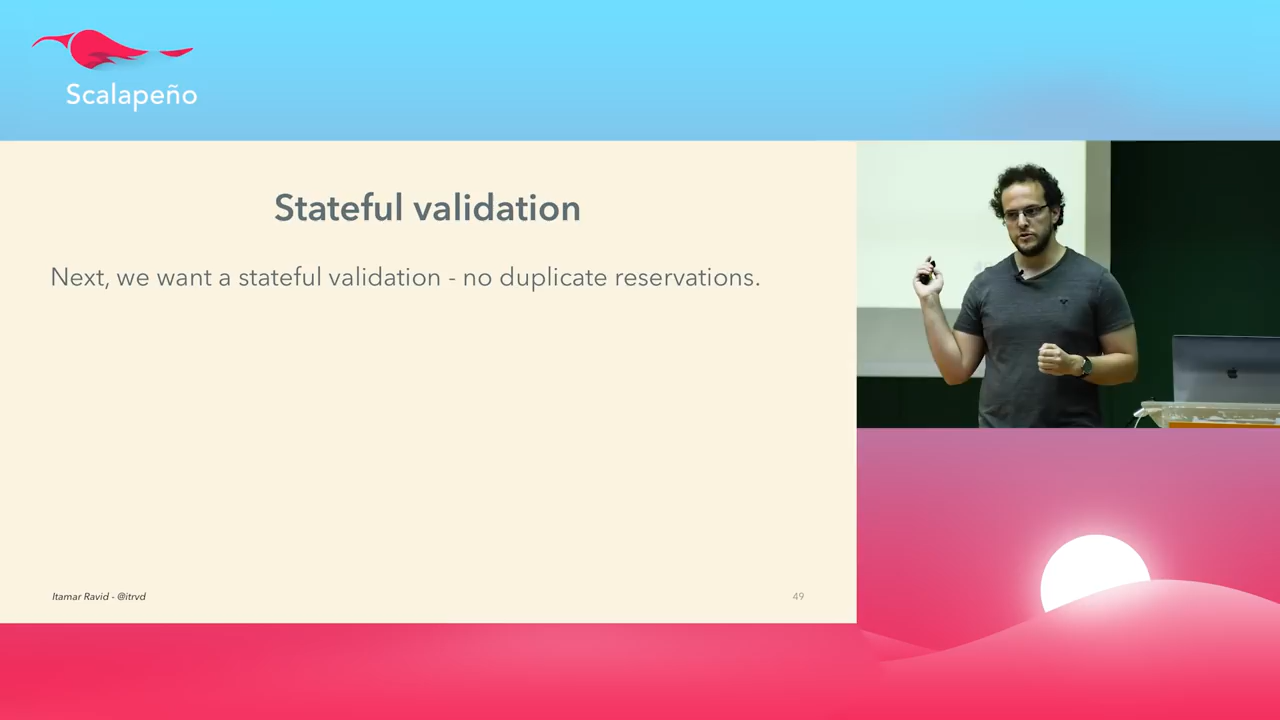 Scalapeño
Stateful validation
Next, we want a stateful validation - no duplicate reservations.
Itamar Ravid - @itrvd
49